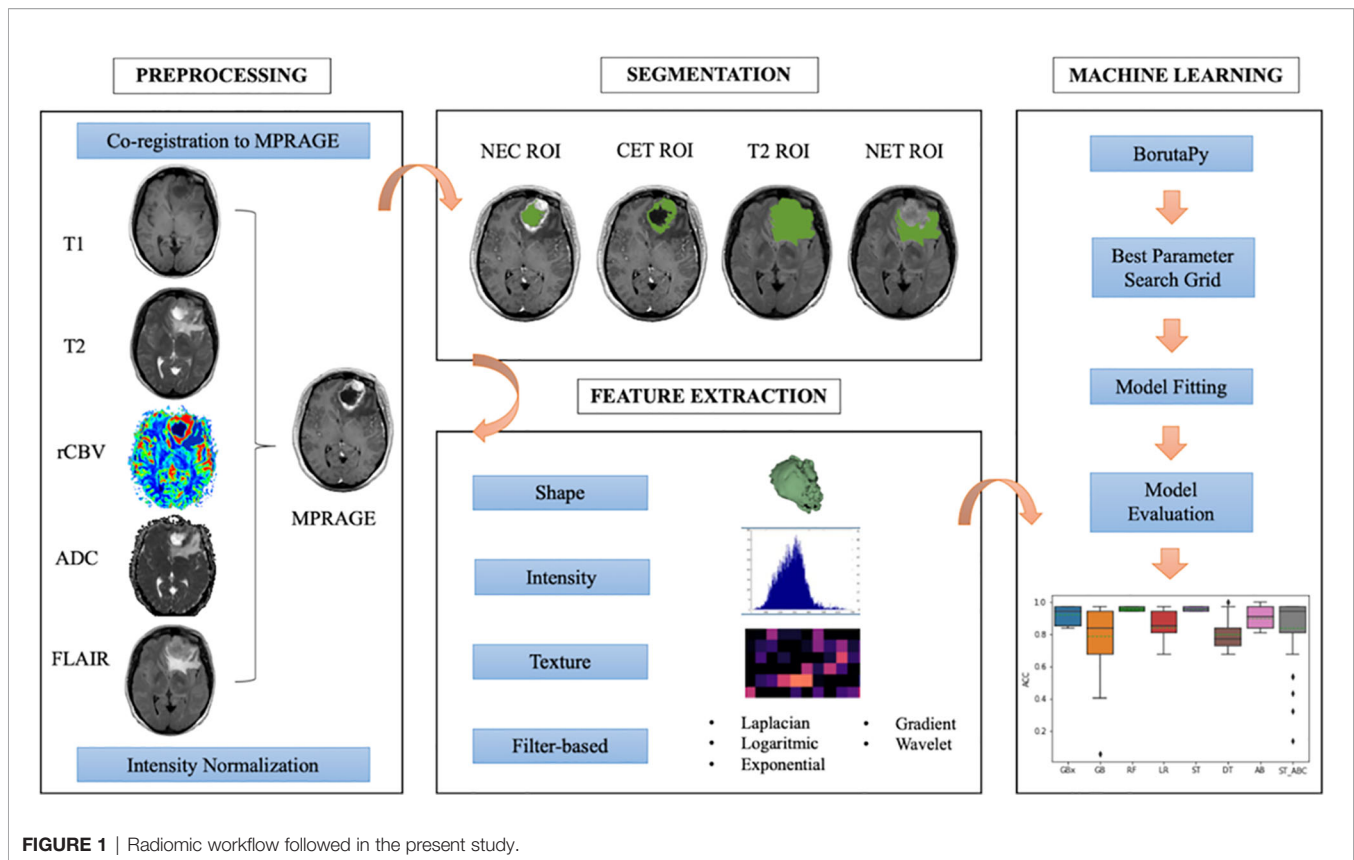 PREPROCESSING
Co-registration to MPRAGE
T1
T2
rCBV
ADC
FLAIR
MPRAGE
Intensity Normalization
SEGMENTATION
NEC ROI
CET ROI
T2 ROI
NET ROI
FEATURE EXTRACTION
Shape
Intensity
Texture
Filter-based
• Laplacian
• Logaritmic
• Exponential
• Gradient
• Wavelet
MACHINE LEARNING
BorutaPy
Best Parameter
Search Grid
Model Fitting
Model
Evaluation
ACC
1.0
0.8
0.6
0.4
0.2
GBx GB RF LR ST DT AB ST_ABC
FIGURE 1 | Radiomic workflow followed in the present study.